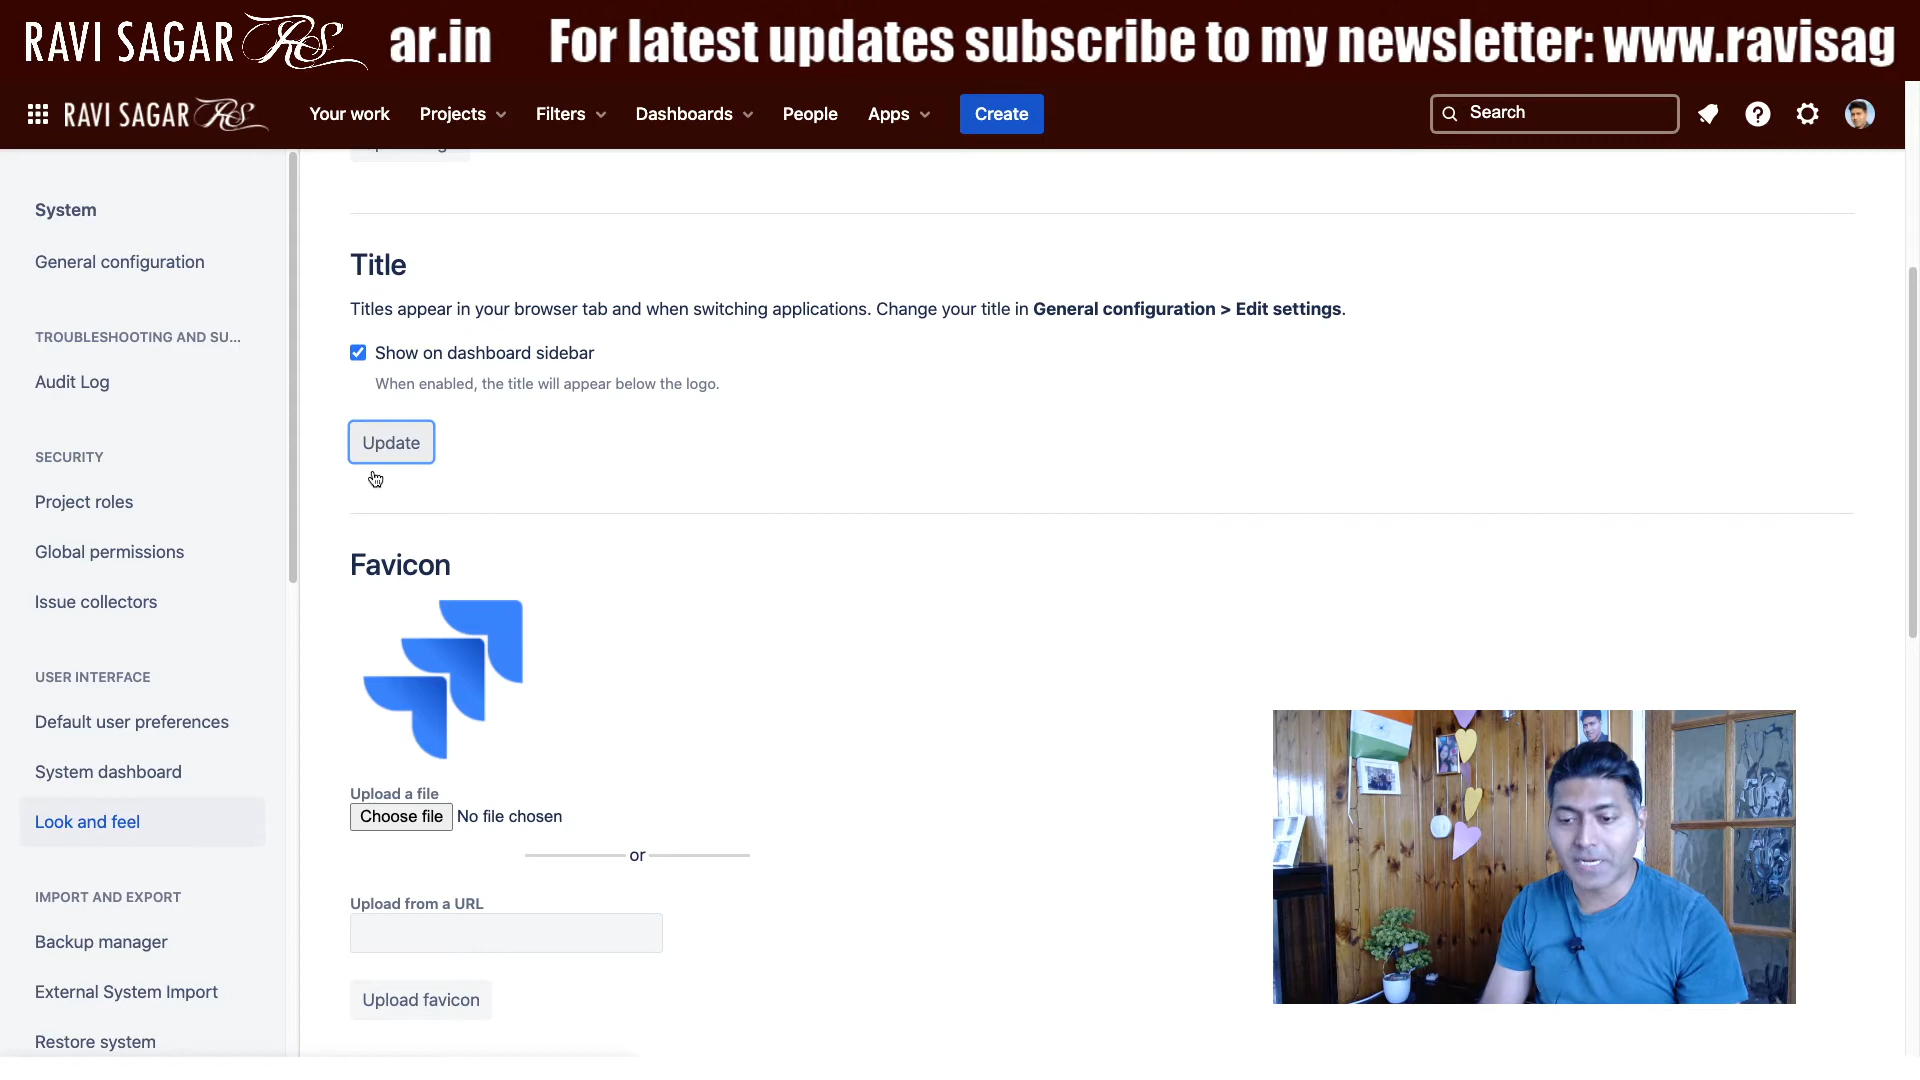 RAVI SAGAR RS ar.in For latest updates subscribe to my newsletter: www.ravisag
RAVI SAGAR RS Your work Projects Filters Dashboards People Apps Create Search
System
General configuration
TROUBLESHOOTING AND SU...
Audit Log
SECURITY
Project roles
Global permissions
Issue collectors
USER INTERFACE
Default user preferences
System dashboard
Look and feel
IMPORT AND EXPORT
Backup manager
External System Import
Restore system
Title
Titles appear in your browser tab and when switching applications. Change your title in General configuration > Edit settings.
Show on dashboard sidebar
When enabled, the title will appear below the logo.
Update
Favicon
Upload a file
Choose file No file chosen
or
Upload from a URL
Upload favicon